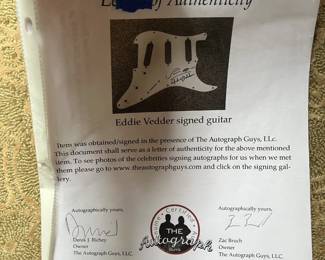 of Authenticity
Eddie Vedder signed guitar
Item was obtained/signed in the presence of The Autograph Guys, LLc.
This document shall serve as a letter of authenticity for the above mentioned
item. To see photos of the celebrities signing autographs for us when we met
them please go to www.theautographguys.com and click on the signing gal-
lery.
Autographically yours,
Autographically yours,
THE
Autograph
Derek J. Richey
Owner
The Autograph Guys, LLC.
Zac Bruch
Owner
The Autograph Guys, LLC